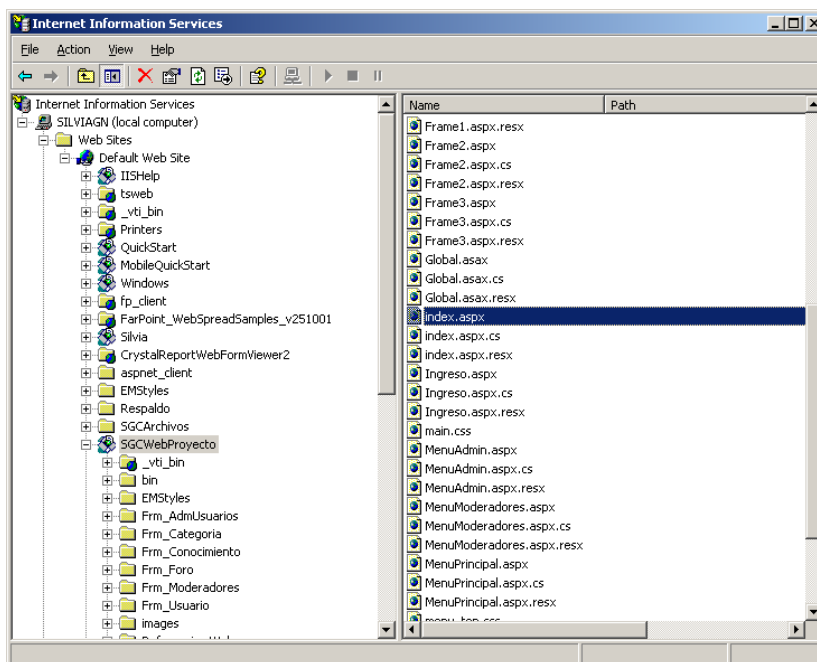 Internet Information Services
File Action View Help
Internet Information Services
SILVIAGN (local computer)
Web Sites
Default Web Site
IISHelp
tsweb
_vti_bin
Printers
QuickStart
MobileQuickStart
Windows
fp_client
FarPoint_WebSpreadSamples_v251001
Silvia
CrystalReportWebFormViewer2
aspnet_client
EMStyles
Respaldo
SGCArchivos
SGCWebProyecto
_vti_bin
bin
EMStyles
Frm_AdmUsuarios
Frm_Categoria
Frm_Conocimiento
Frm_Foro
Frm_Moderadores
Frm_Usuario
images
Name Path
Frame1.aspx.resx
Frame2.aspx
Frame2.aspx.cs
Frame2.aspx.resx
Frame3.aspx
Frame3.aspx.cs
Frame3.aspx.resx
Global.asax
Global.asax.cs
Global.asax.resx
index.aspx
index.aspx.cs
index.aspx.resx
Ingreso.aspx
Ingreso.aspx.cs
Ingreso.aspx.resx
main.css
MenuAdmin.aspx
MenuAdmin.aspx.cs
MenuAdmin.aspx.resx
MenuModeradores.aspx
MenuModeradores.aspx.cs
MenuModeradores.aspx.resx
MenuPrincipal.aspx
MenuPrincipal.aspx.cs
MenuPrincipal.aspx.resx
menu_top.css